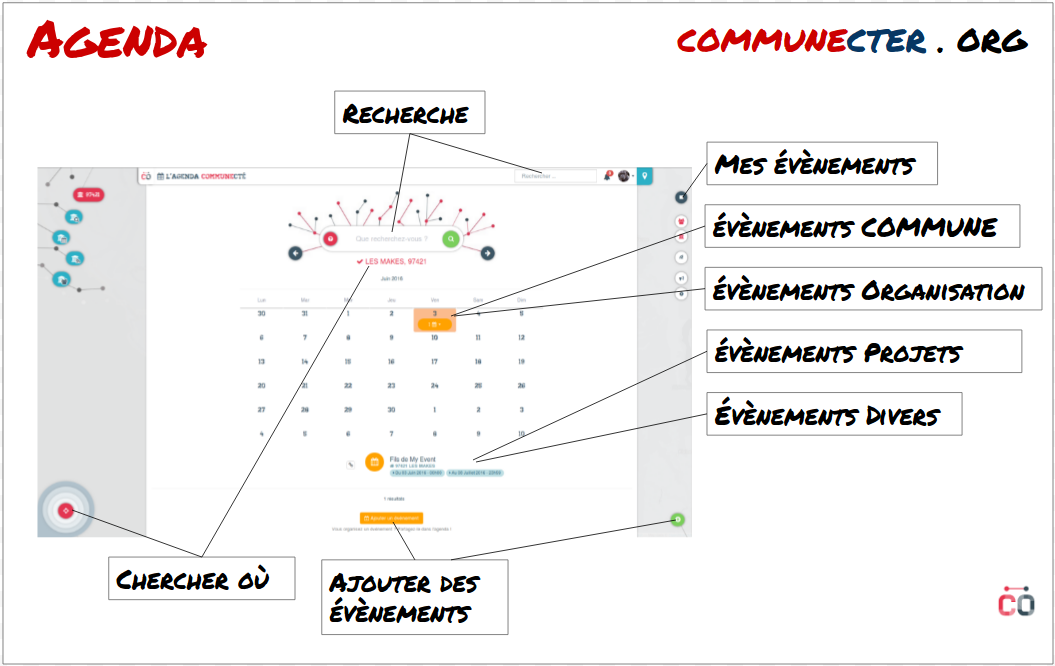 AGENDA
COMMUNECTER . ORG
RECHERCHE
MES ÉVÈNEMENTS
ÉVÈNEMENTS COMMUNE
ÉVÈNEMENTS ORGANISATION
ÉVÈNEMENTS PROJETS
ÉVÈNEMENTS DIVERS
CO L'AGENDA COMMUNECTÉ
Rechercher ...
97421
Que recherchez-vous ?
LES MAKES, 97421
Juin 2016
Lun Mar Mer Jeu Ven Sam Dim
30 31 1 2 3 4 5
6 7 8 9 10 11 12
13 14 15 16 17 18 19
20 21 22 23 24 25 26
27 28 29 30 1 2 3
4 5 6 7 8 9 10
Fils de My Event
97421 LES MAKES
1 résultats
Ajouter un évènement
CHERCHER OÙ
AJOUTER DES
ÉVÈNEMENTS
CO